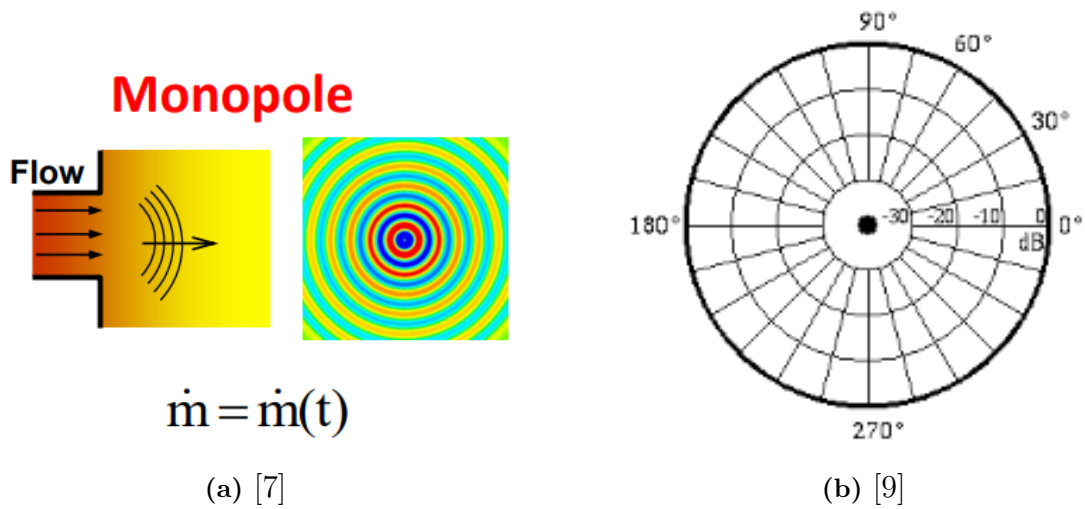 Monopole
Flow
ṁ = ṁ(t)
(a) [7]
90°
60°
30°
180°
-30 -20 -10 0
0°
dB
270°
(b) [9]